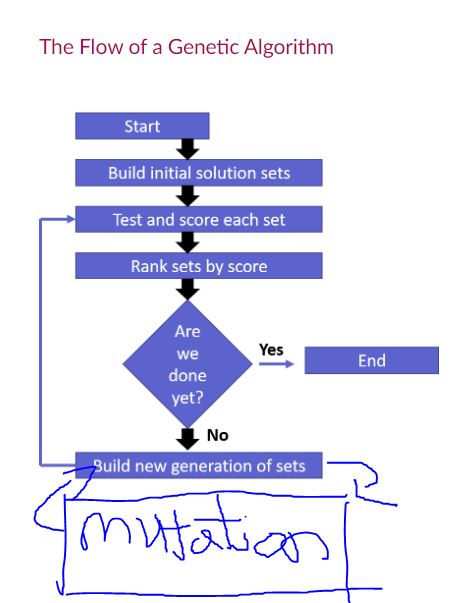 The Flow of a Genetic Algorithm
Start
Build initial solution sets
Test and score each set
Rank sets by score
Are
we
done
yet?
Yes
End
No
Build new generation of sets
mutation